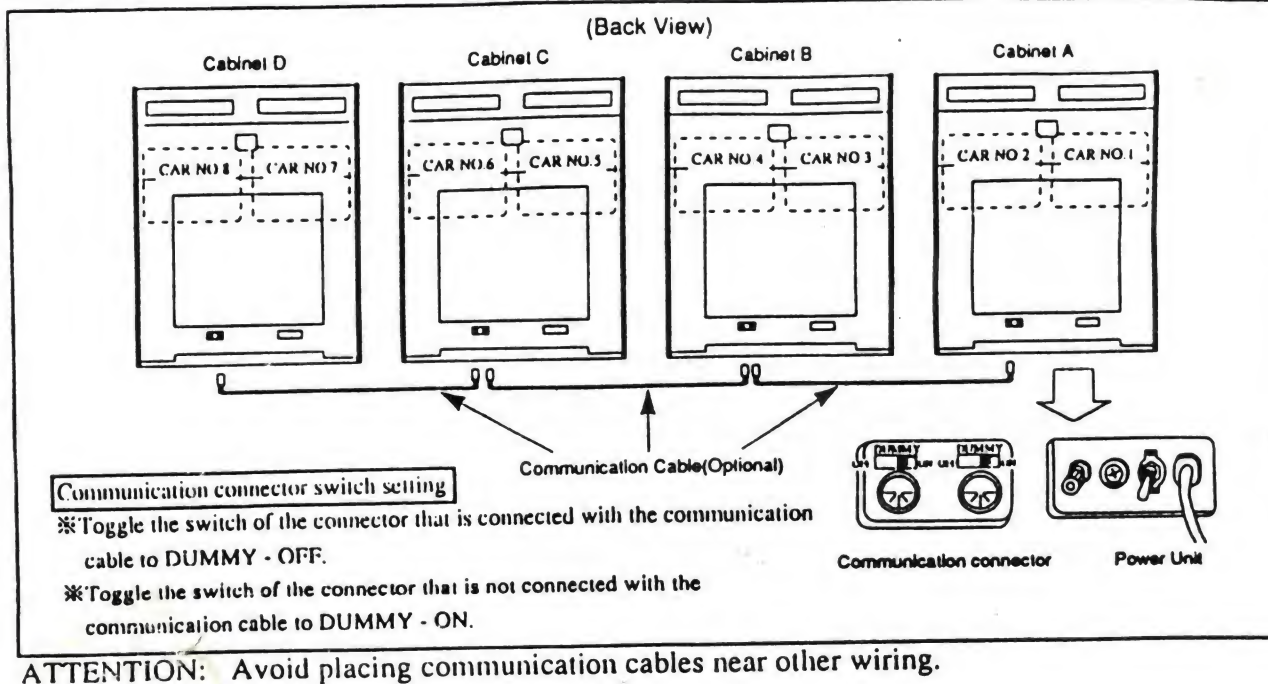 (Back View)
Cabinet D Cabinet C Cabinet B Cabinet A
CAR NO 8 CAR NO 7 CAR NO.6 CAR NO.5 CAR NO 4 CAR NO 3 CAR NO 2 CAR NO.1
Communication Cable(Optional)
DUMMY DUMMY
Communication connector Power Unit
Communication connector switch setting
※Toggle the switch of the connector that is connected with the communication
cable to DUMMY - OFF.
※Toggle the switch of the connector that is not connected with the
communication cable to DUMMY - ON.
ATTENTION: Avoid placing communication cables near other wiring.